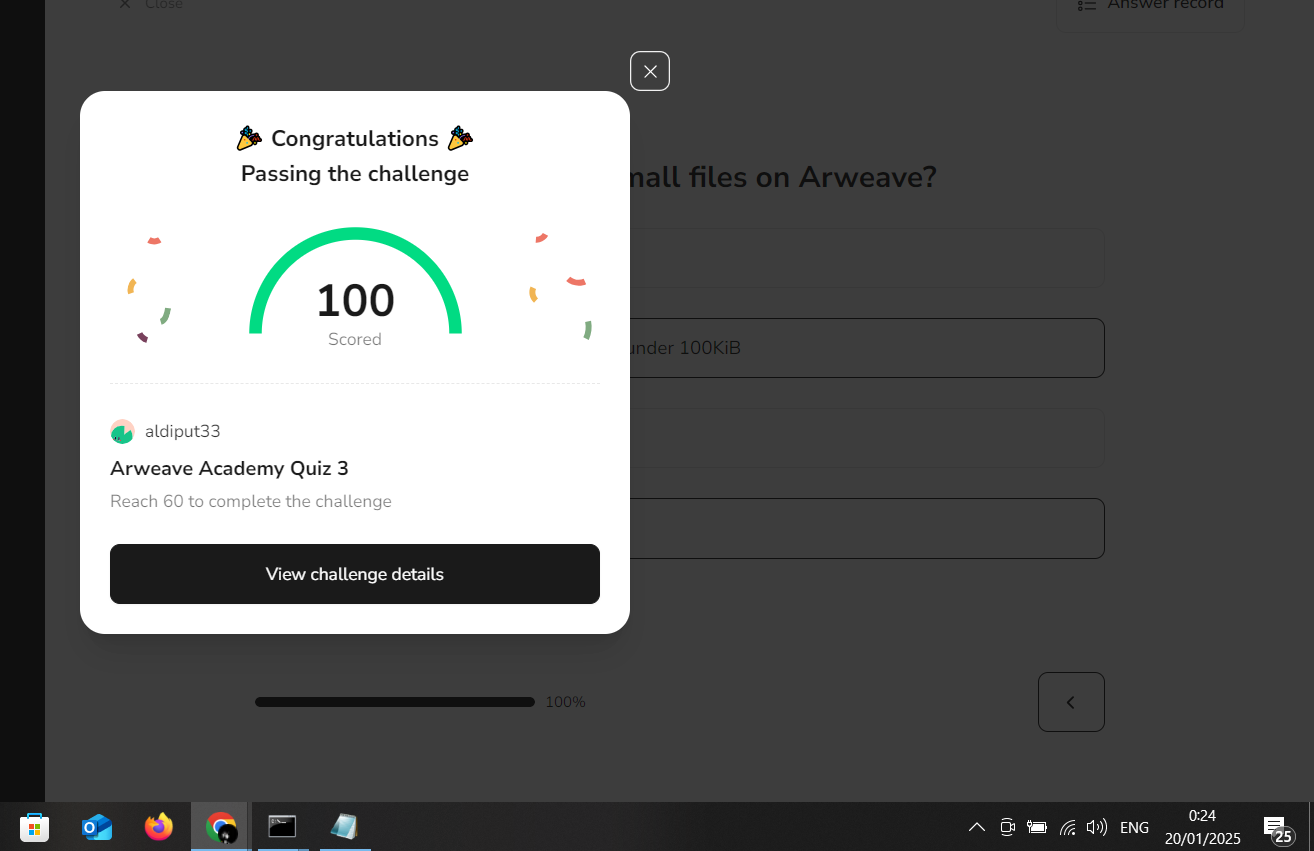 Close
Answer record
Congratulations
Passing the challenge
mall files on Arweave?
100
Scored
under 100KiB
aldiput33
Arweave Academy Quiz 3
Reach 60 to complete the challenge
View challenge details
100%
ENG
0:24
20/01/2025
25